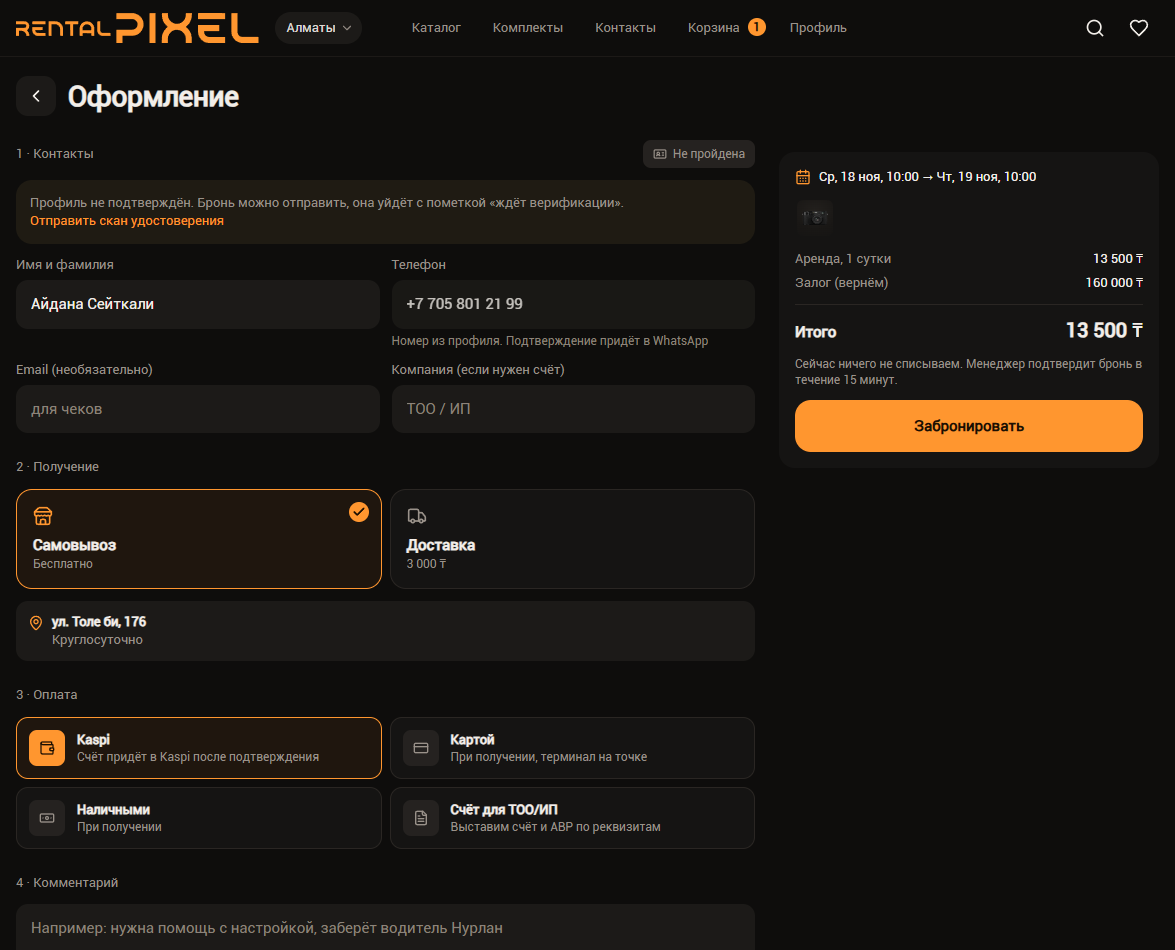 RENTAL PIXEL
Алматы
Каталог
Комплекты
Контакты
Корзина 1
Профиль
Оформление
1 · Контакты
Не пройдена
Профиль не подтверждён. Бронь можно отправить, она уйдёт с пометкой «ждёт верификации».
Отправить скан удостоверения
Имя и фамилия
Айдана Сейткали
Телефон
+7 705 801 21 99
Номер из профиля. Подтверждение придёт в WhatsApp
Email (необязательно)
для чеков
Компания (если нужен счёт)
ТОО / ИП
2 · Получение
Самовывоз
Бесплатно
Доставка
3 000 ₸
ул. Толе би, 176
Круглосуточно
3 · Оплата
Kaspi
Счёт придёт в Kaspi после подтверждения
Картой
При получении, терминал на точке
Наличными
При получении
Счёт для ТОО/ИП
Выставим счёт и АВР по реквизитам
4 · Комментарий
Например: нужна помощь с настройкой, заберёт водитель Нурлан
Ср, 18 ноя, 10:00 → Чт, 19 ноя, 10:00
Аренда, 1 сутки 13 500 ₸
Залог (вернём) 160 000 ₸
Итого 13 500 ₸
Сейчас ничего не списываем. Менеджер подтвердит бронь в
течение 15 минут.
Забронировать